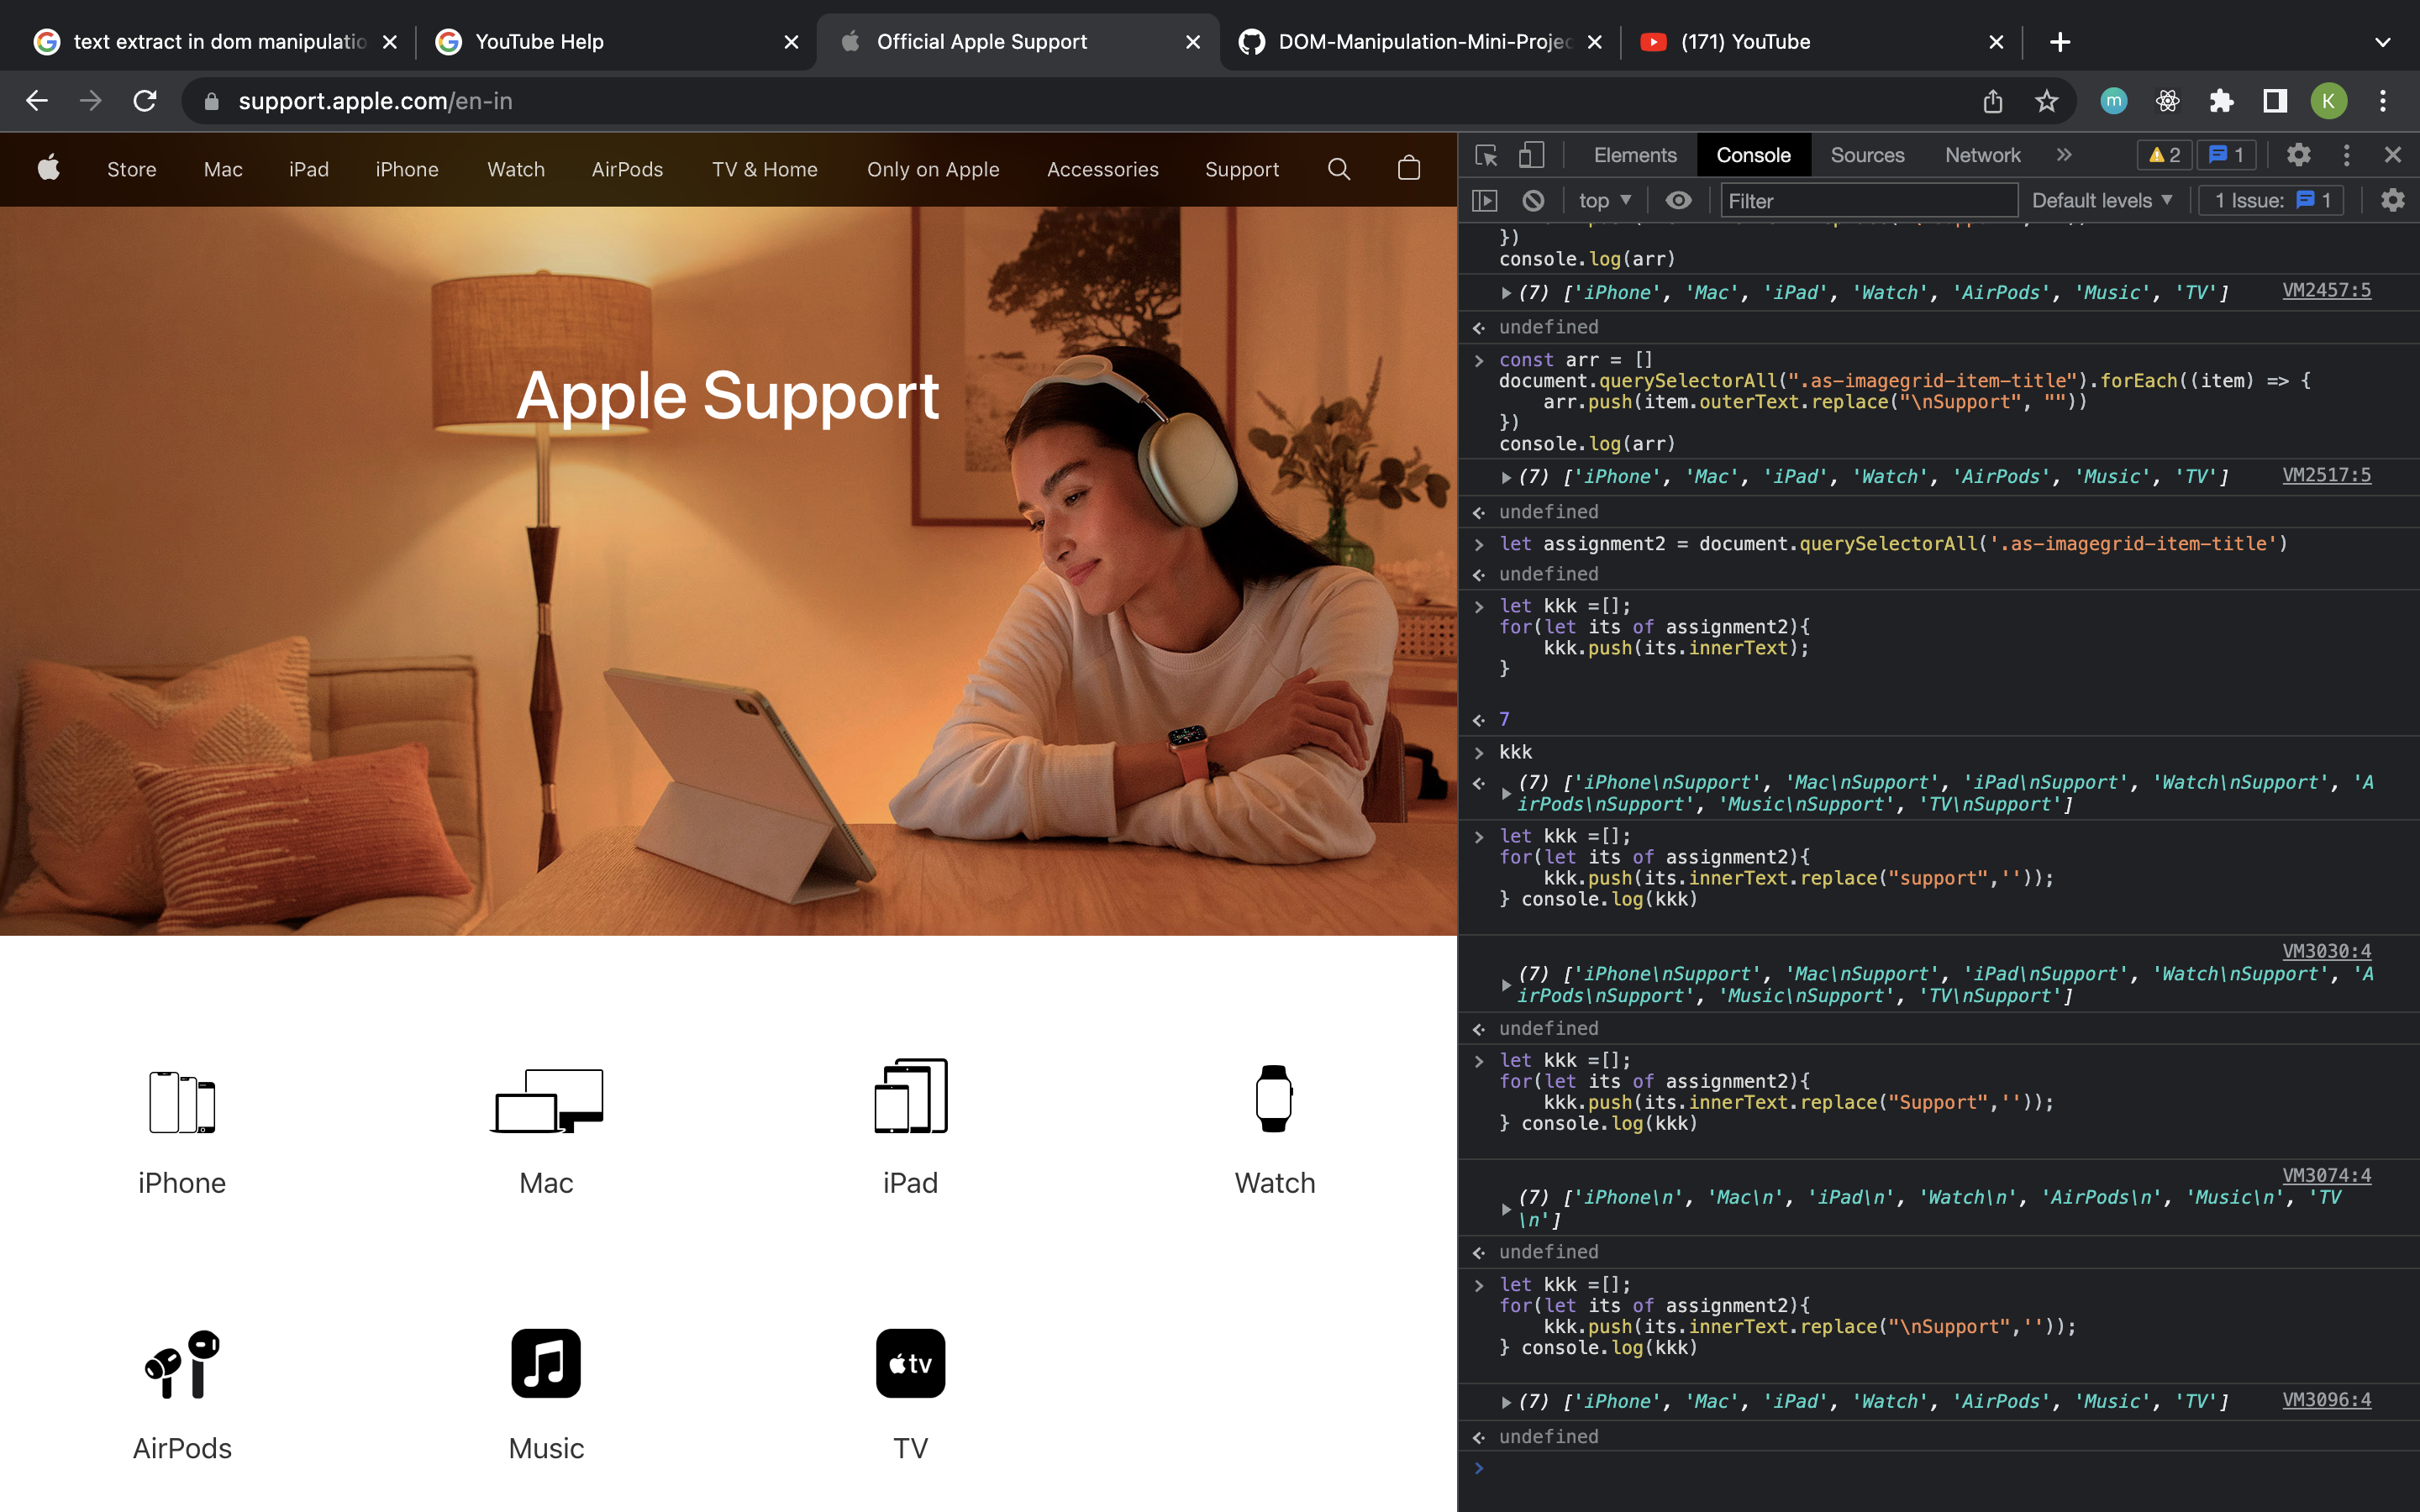 text extract in dom manipulatio
YouTube Help
Official Apple Support
DOM-Manipulation-Mini-Projec
(171) YouTube
support.apple.com/en-in
m
K
Store Mac iPad iPhone Watch AirPods TV & Home Only on Apple Accessories Support
Apple Support
iPhone
Mac
iPad
Watch
tv
AirPods
Music
TV
Elements Console Sources Network 2 1
top Filter Default levels 1 Issue: 1
})
console.log(arr)
(7) ['iPhone', 'Mac', 'iPad', 'Watch', 'AirPods', 'Music', 'TV'] VM2457:5
undefined
const arr = []
document.querySelectorAll(".as-imagegrid-item-title").forEach((item) => {
    arr.push(item.outerText.replace("\nSupport", ""))
})
console.log(arr)
(7) ['iPhone', 'Mac', 'iPad', 'Watch', 'AirPods', 'Music', 'TV'] VM2517:5
undefined
let assignment2 = document.querySelectorAll('.as-imagegrid-item-title')
undefined
let kkk =[];
for(let its of assignment2){
    kkk.push(its.innerText);
}
7
kkk
(7) ['iPhone\nSupport', 'Mac\nSupport', 'iPad\nSupport', 'Watch\nSupport', 'A
irPods\nSupport', 'Music\nSupport', 'TV\nSupport']
let kkk =[];
for(let its of assignment2){
    kkk.push(its.innerText.replace("support",''));
} console.log(kkk)
VM3030:4
(7) ['iPhone\nSupport', 'Mac\nSupport', 'iPad\nSupport', 'Watch\nSupport', 'A
irPods\nSupport', 'Music\nSupport', 'TV\nSupport']
undefined
let kkk =[];
for(let its of assignment2){
    kkk.push(its.innerText.replace("Support",''));
} console.log(kkk)
VM3074:4
(7) ['iPhone\n', 'Mac\n', 'iPad\n', 'Watch\n', 'AirPods\n', 'Music\n', 'TV
\n']
undefined
let kkk =[];
for(let its of assignment2){
    kkk.push(its.innerText.replace("\nSupport",''));
} console.log(kkk)
(7) ['iPhone', 'Mac', 'iPad', 'Watch', 'AirPods', 'Music', 'TV'] VM3096:4
undefined